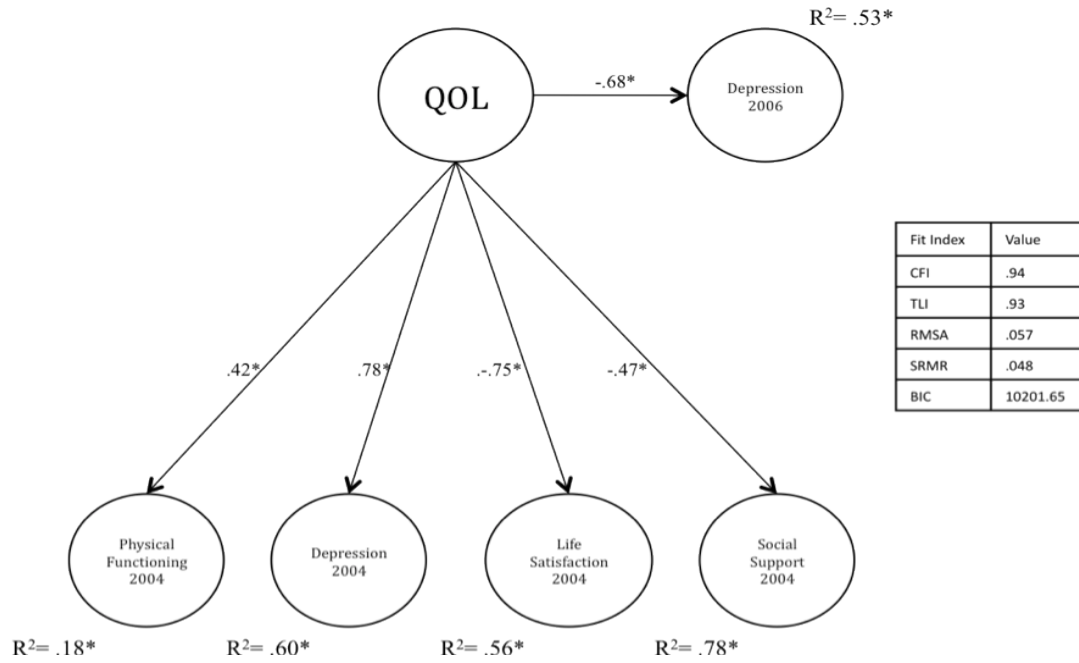 R²= .53*
QOL
-.68*
Depression
2006
Fit Index Value
CFI .94
TLI .93
RMSA .057
SRMR .048
BIC 10201.65
.42*
.78*
.-.75*
-.47*
Physical
Functioning
2004
Depression
2004
Life
Satisfaction
2004
Social
Support
2004
R²= .18*
R²= .60*
R²= .56*
R²= .78*